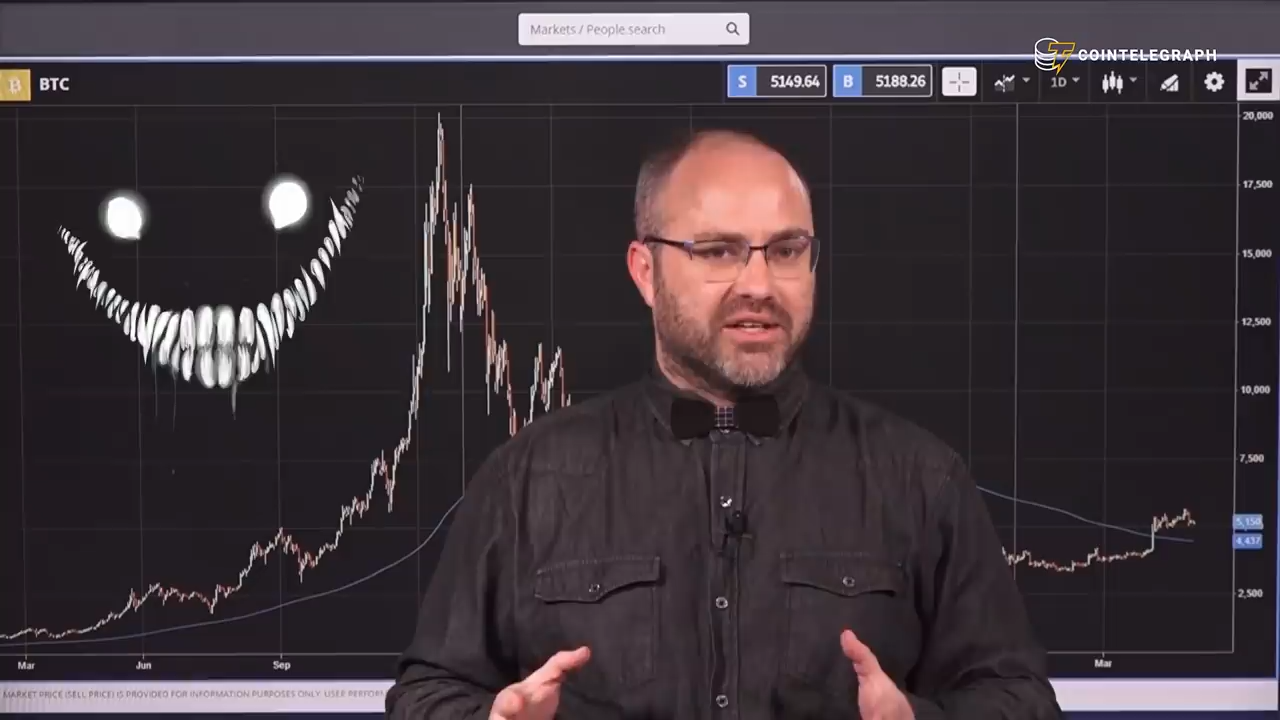 Markets / People.search
COINTELEGRAPH
BTC
S 5149.64
B 5188.26
1D
20,000
17,500
15,000
12,500
10,000
7,500
5,150
4,437
2,500
Mar
Jun
Sep
Mar
MARKET PRICE (SELL PRICE) IS PROVIDED FOR INFORMATION PURPOSES ONLY.